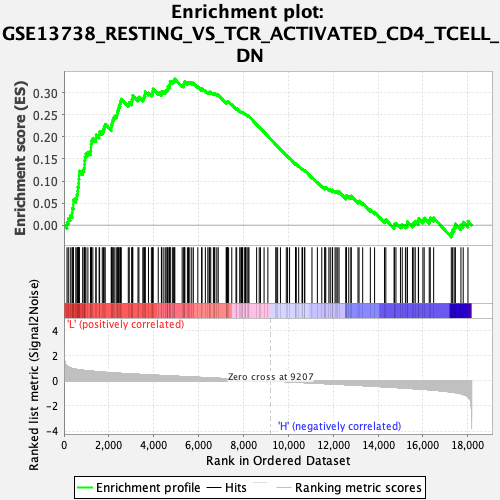 Enrichment plot:
GSE13738_RESTING_VS_TCR_ACTIVATED_CD4_TCELL_
DN
Enrichment score (ES)
0.30
0.25
0.20
0.15
0.10
0.05
0.00
'L' (positively correlated)
Ranked list metric (Signal2Noise)
4
2
0
-2
-4
Zero cross at 9207
'H' (negatively correlated)
0
2,000
4,000
6,000
8,000
10,000
12,000
14,000
16,000
18,000
Rank in Ordered Dataset
Enrichment profile
Hits
Ranking metric scores